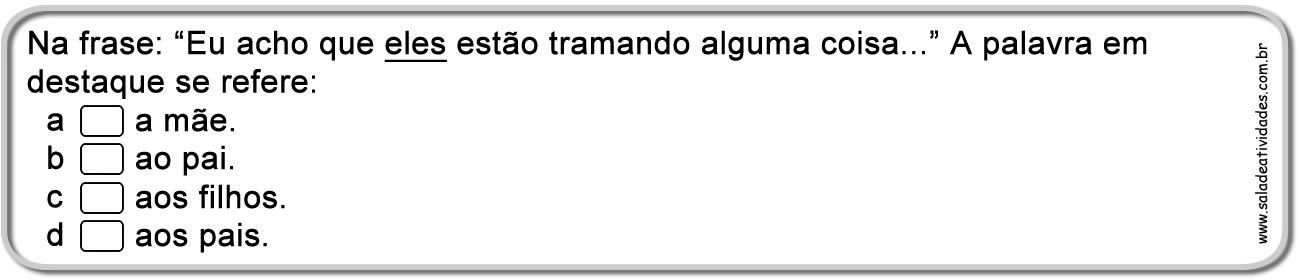 Na frase: “Eu acho que eles estão tramando alguma coisa...” A palavra em
destaque se refere:
a a mãe.
b ao pai.
c aos filhos.
d aos pais.
www.saladeatividades.com.br